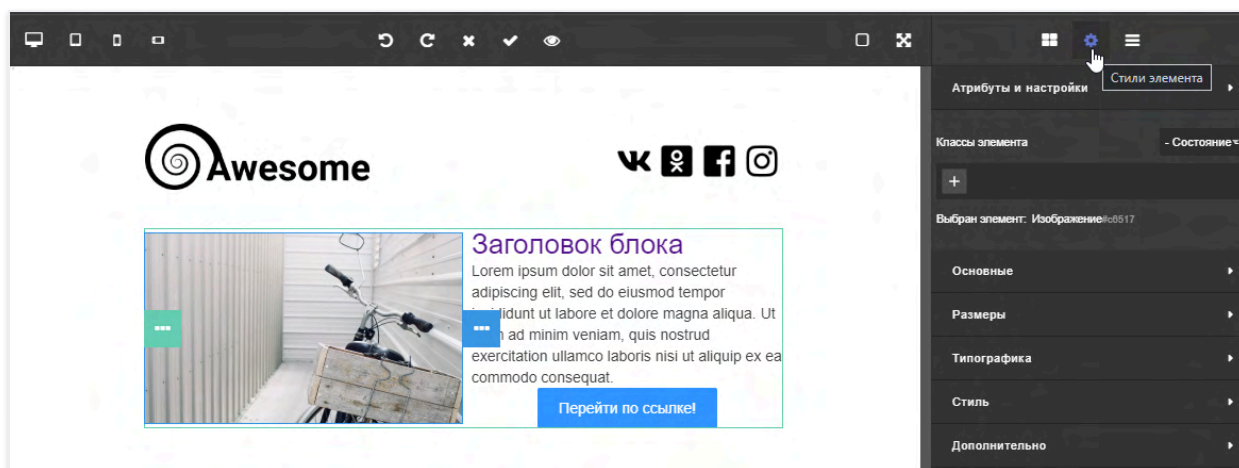 Стили элемента
Атрибуты и настройки
Классы элемента
- Состояние
+
Выбран элемент: Изображение#c6517
Основные
Размеры
Типографика
Стиль
Дополнительно
Awesome
Заголовок блока
Lorem ipsum dolor sit amet, consectetur
adipiscing elit, sed do eiusmod tempor
ut labore et dolore magna aliqua. Ut
ad minim veniam, quis nostrud
exercitation ullamco laboris nisi ut aliquip ex ea
commodo consequat.
Перейти по ссылке!